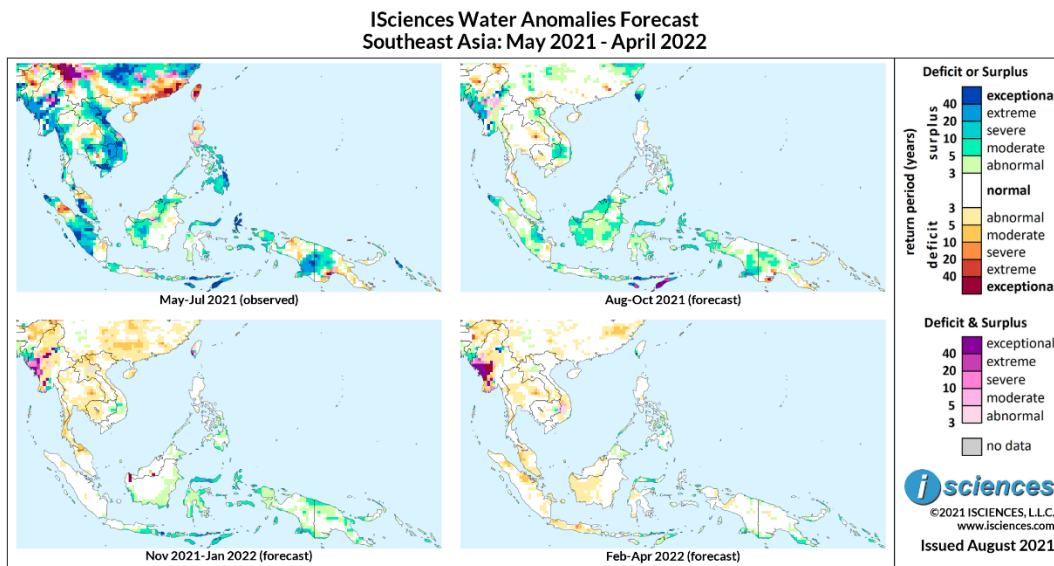 ISciences Water Anomalies Forecast
Southeast Asia: May 2021 - April 2022
May-Jul 2021 (observed)
Aug-Oct 2021 (forecast)
Nov 2021-Jan 2022 (forecast)
Feb-Apr 2022 (forecast)
Deficit or Surplus
return period (years)
surplus
deficit
exceptional
40
extreme
20
severe
10
moderate
5
abnormal
3
normal
3
abnormal
5
moderate
10
severe
20
extreme
40
exceptional
Deficit & Surplus
exceptional
40
extreme
20
severe
10
moderate
5
abnormal
3
no data
i sciences
©2021 ISCIENCES, L.L.C.
www.isciences.com
Issued August 2021